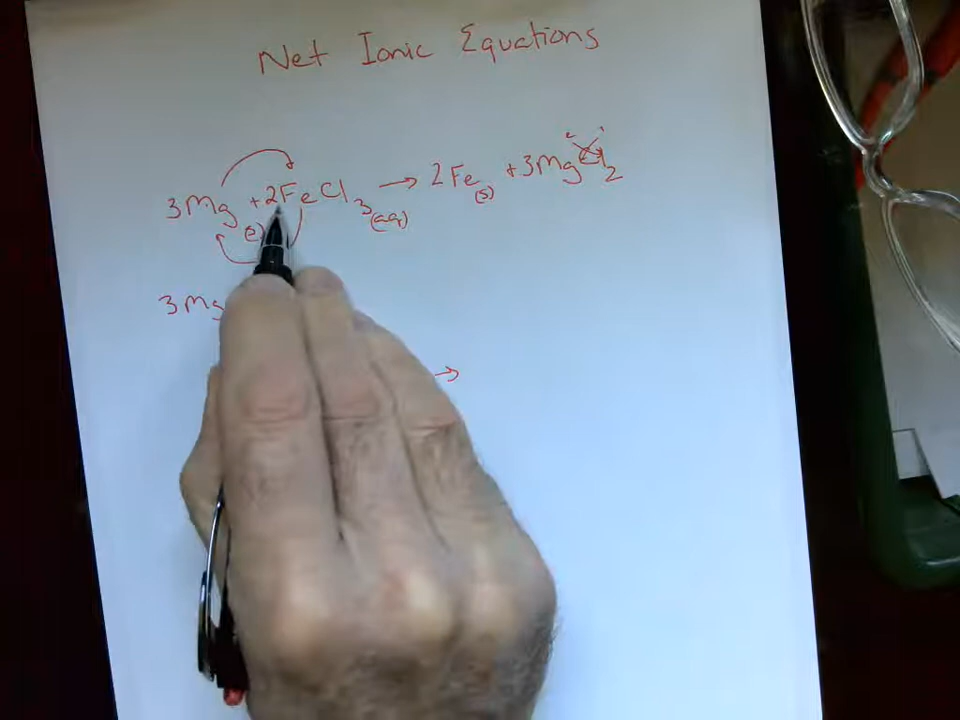 Net Ionic Equations
3Mg(s) + 2FeCl3(aq) → 2Fe(s) + 3MgCl2
3Mg
→